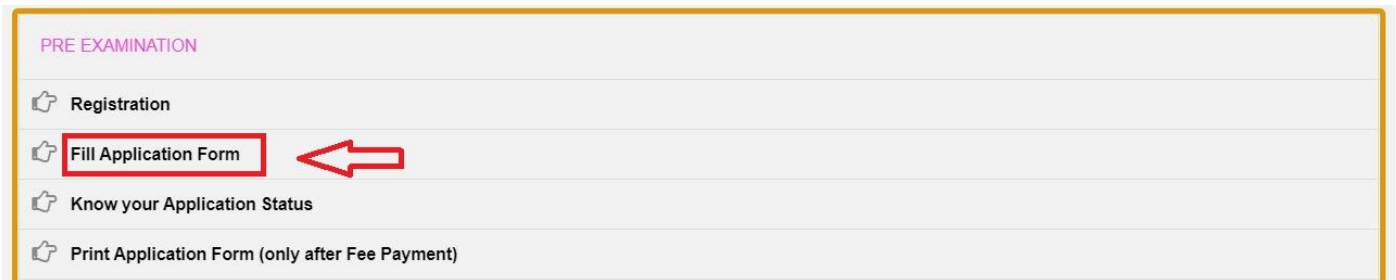 PRE EXAMINATION
Registration
Fill Application Form
Know your Application Status
Print Application Form (only after Fee Payment)